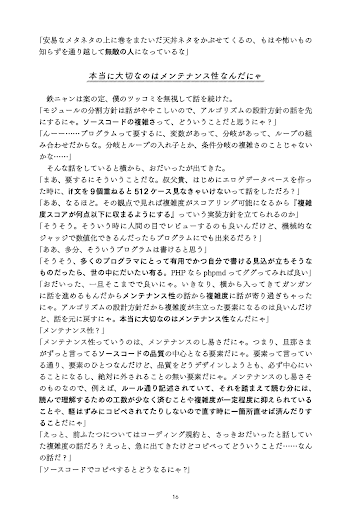 「安易なメタネタの上に巻をまたいだ天丼ネタをかぶせてくるの、もはや怖いもの
知らずを通り越して無敵の人になっているな」
本当に大切なのはメンテナンス性なんだにゃ
鉄ニャンは案の定、僕のツッコミを無視して話を続けた。
「モジュールの分割方針は話がややこしいので、アルゴリズムの設計方針の話を先
にするにゃ。ソースコードの複雑さって、どういうことだと思うにゃ？」
「んーー……プログラムって要するに、変数があって、分岐があって、ループの組
み合わせだからな。分岐とループの入れ子とか、条件分岐の複雑さのことじゃない
かな……」
そんな話をしていると横から、おだいったが出てきた。
「まあ、要するにそういうことだな。叔父貴、はじめにエロゲデータベースを作っ
た時に、if文を9個重ねると512ケース見なきゃいけないって話をしただろ？」
「ああ、なるほど。その観点で見れば複雑度がスコアリング可能になるから『複雑
度スコアが何点以下に収まるようにする』っていう実装方針を立てられるのか」
「そうそう。そういう時に人間の目でレビューするのも良いんだけど、機械的な
ジャッジで数値化できるんだったらプログラムにでも出来るだろ？」
「ああ、多分、そういうプログラムは書けると思う」
「そうそう、多くのプログラマにとって有用でかつ自分で書ける見込が立ちそうな
ものだったら、世の中にだいたい有る。PHPならphpmdってググってみれば良い」
「おだいった、一旦そこまでで良いにゃ。いきなり、横から入ってきてガンガン
に話を進めるもんだからメンテナンス性の話から複雑度に話が寄り過ぎちゃった
にゃ。アルゴリズムの設計方針だから複雑度が主立った要素になるのは良いんだけ
ど、話を元に戻すにゃ。本当に大切なのはメンテナンス性なんだにゃ」
「メンテナンス性？」
「メンテナンス性っていうのは、メンテナンスのし易さだにゃ。つまり、旦那さま
がずっと言ってるソースコードの品質の中心となる要素だにゃ。要素って言ってい
る通り、要素のひとつなんだけど、品質をどうデザインしようとも、必ず中心にい
ることになるし、絶対に外されることの無い要素だにゃ。メンテナンスのし易さそ
のものなので、例えば、ルール通り記述されていて、それを踏まえて読む分には、
読んで理解するための工数が少なく済むことや複雑度が一定程度に抑えられている
ことや、軽はずみにコピペされてたりしないので直す時に一箇所直せば済んだりす
ることだにゃ」
「えっと、前ふたつについてはコーディング規約と、さっきおだいったと話してい
た複雑度の話だろ？えっと、急に出てきたけどコピペってどういうことだ……なん
の話だ？」
「ソースコードでコピペするとどうなるにゃ？」
16